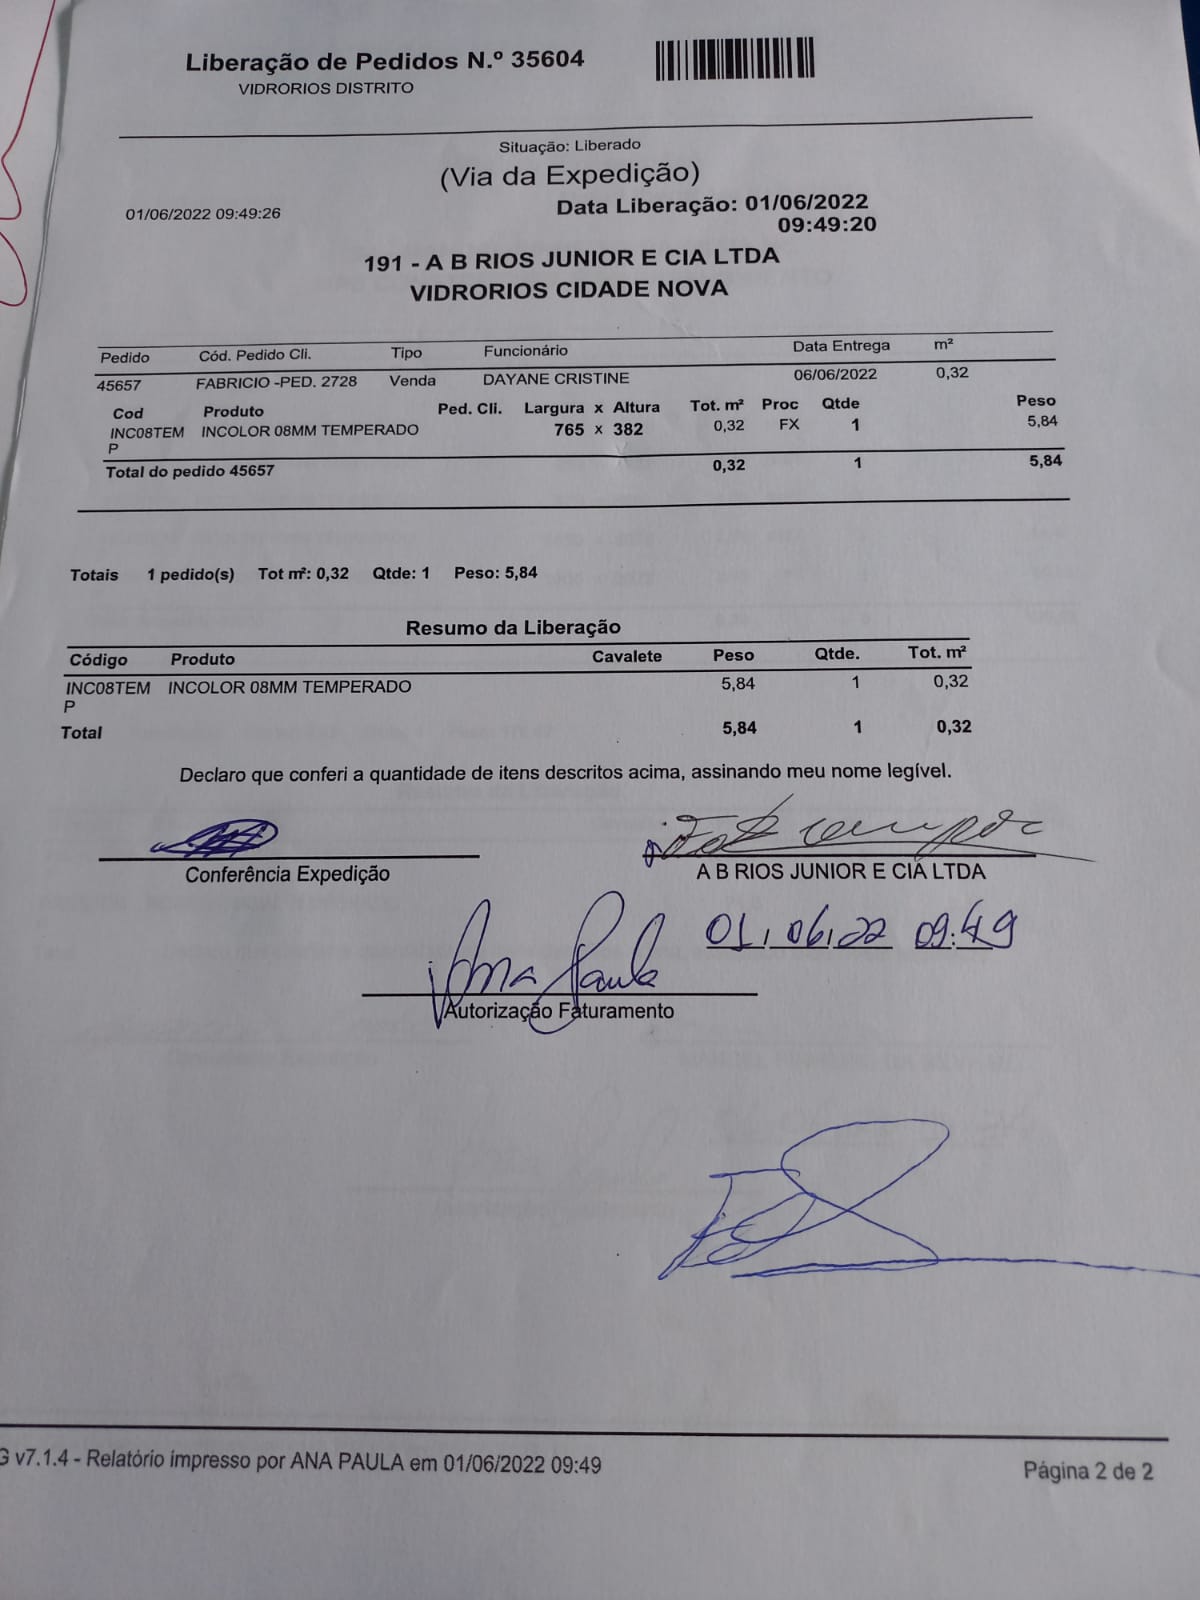 Liberação de Pedidos N.º 35604
VIDRORIOS DISTRITO
Situação: Liberado
(Via da Expedição)
01/06/2022 09:49:26
Data Liberação: 01/06/2022
09:49:20
191 - A B RIOS JUNIOR E CIA LTDA
VIDRORIOS CIDADE NOVA
Pedido Cód. Pedido Cli. Tipo Funcionário Data Entrega m²
45657 FABRICIO -PED. 2728 Venda DAYANE CRISTINE 06/06/2022 0,32
Cod Produto Ped. Cli. Largura x Altura Tot. m² Proc Qtde Peso
INC08TEM INCOLOR 08MM TEMPERADO 765 x 382 0,32 FX 1 5,84
P
Total do pedido 45657 0,32 1 5,84
Totais 1 pedido(s) Tot m²: 0,32 Qtde: 1 Peso: 5,84
Resumo da Liberação
Código Produto Cavalete Peso Qtde. Tot. m²
INC08TEM INCOLOR 08MM TEMPERADO 5,84 1 0,32
P
Total 5,84 1 0,32
Declaro que conferi a quantidade de itens descritos acima, assinando meu nome legível.
Conferência Expedição
A B RIOS JUNIOR E CIA LTDA
01/06/22 09:49
Ana Paula
Autorização Faturamento
G v7.1.4 - Relatório impresso por ANA PAULA em 01/06/2022 09:49
Página 2 de 2